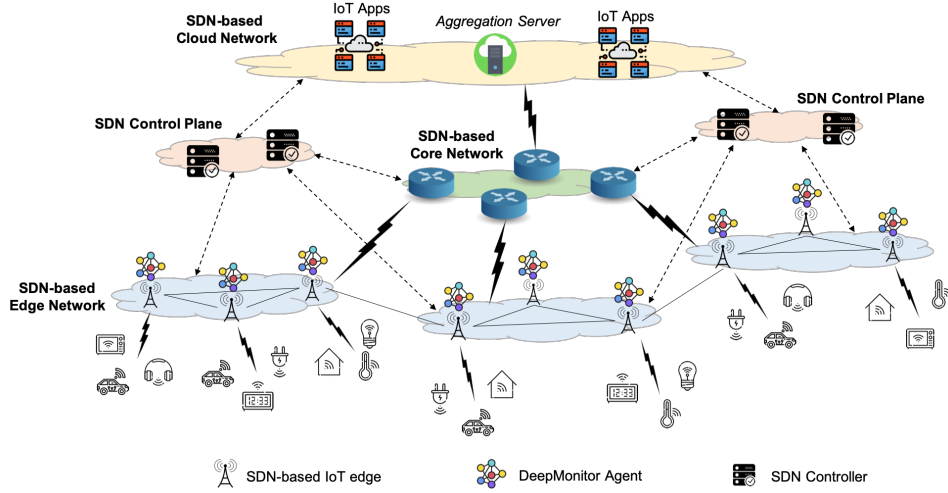 SDN-based
Cloud Network
IoT Apps
Aggregation Server
IoT Apps
SDN Control Plane
SDN Control Plane
SDN-based
Core Network
SDN-based
Edge Network
12:33
12:33
SDN-based IoT edge
DeepMonitor Agent
SDN Controller